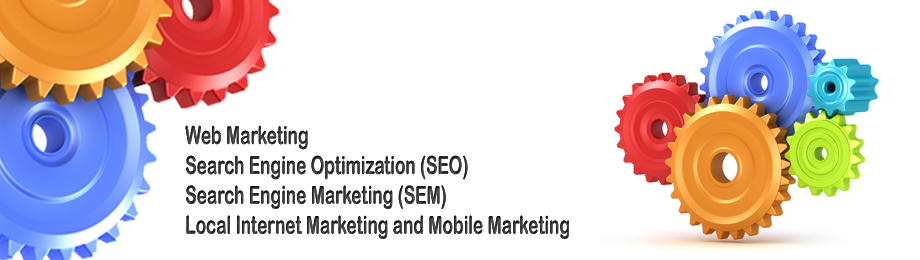 Web Marketing
Search Engine Optimization (SEO)
Search Engine Marketing (SEM)
Local Internet Marketing and Mobile Marketing